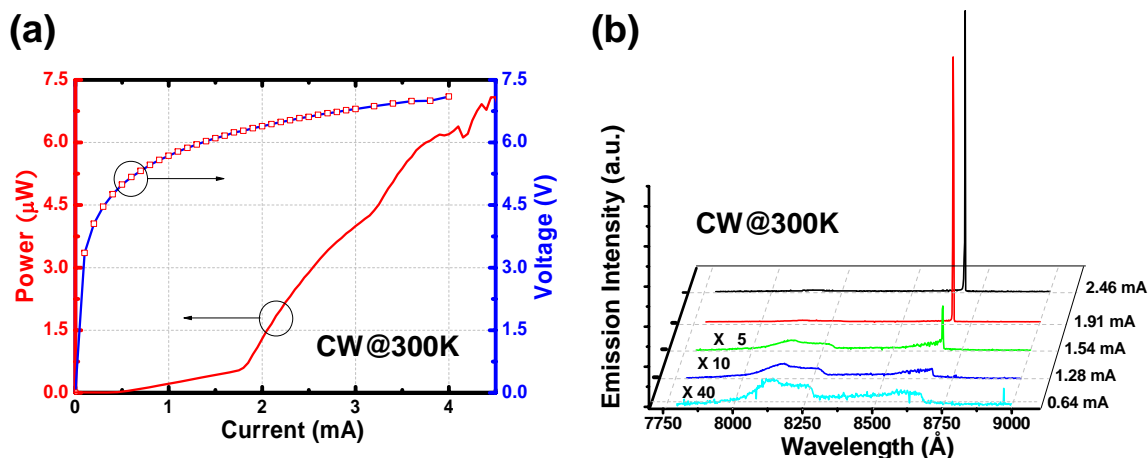 (a)
7.5
6.0
4.5
3.0
1.5
0.0
Power (μW)
0
1
2
3
4
Current (mA)
7.5
6.0
4.5
3.0
1.5
0.0
Voltage (V)
CW@300K
(b)
Emission Intensity (a.u.)
CW@300K
2.46 mA
1.91 mA
X 5
1.54 mA
X 10
1.28 mA
X 40
0.64 mA
7750
8000
8250
8500
8750
9000
Wavelength (Å)